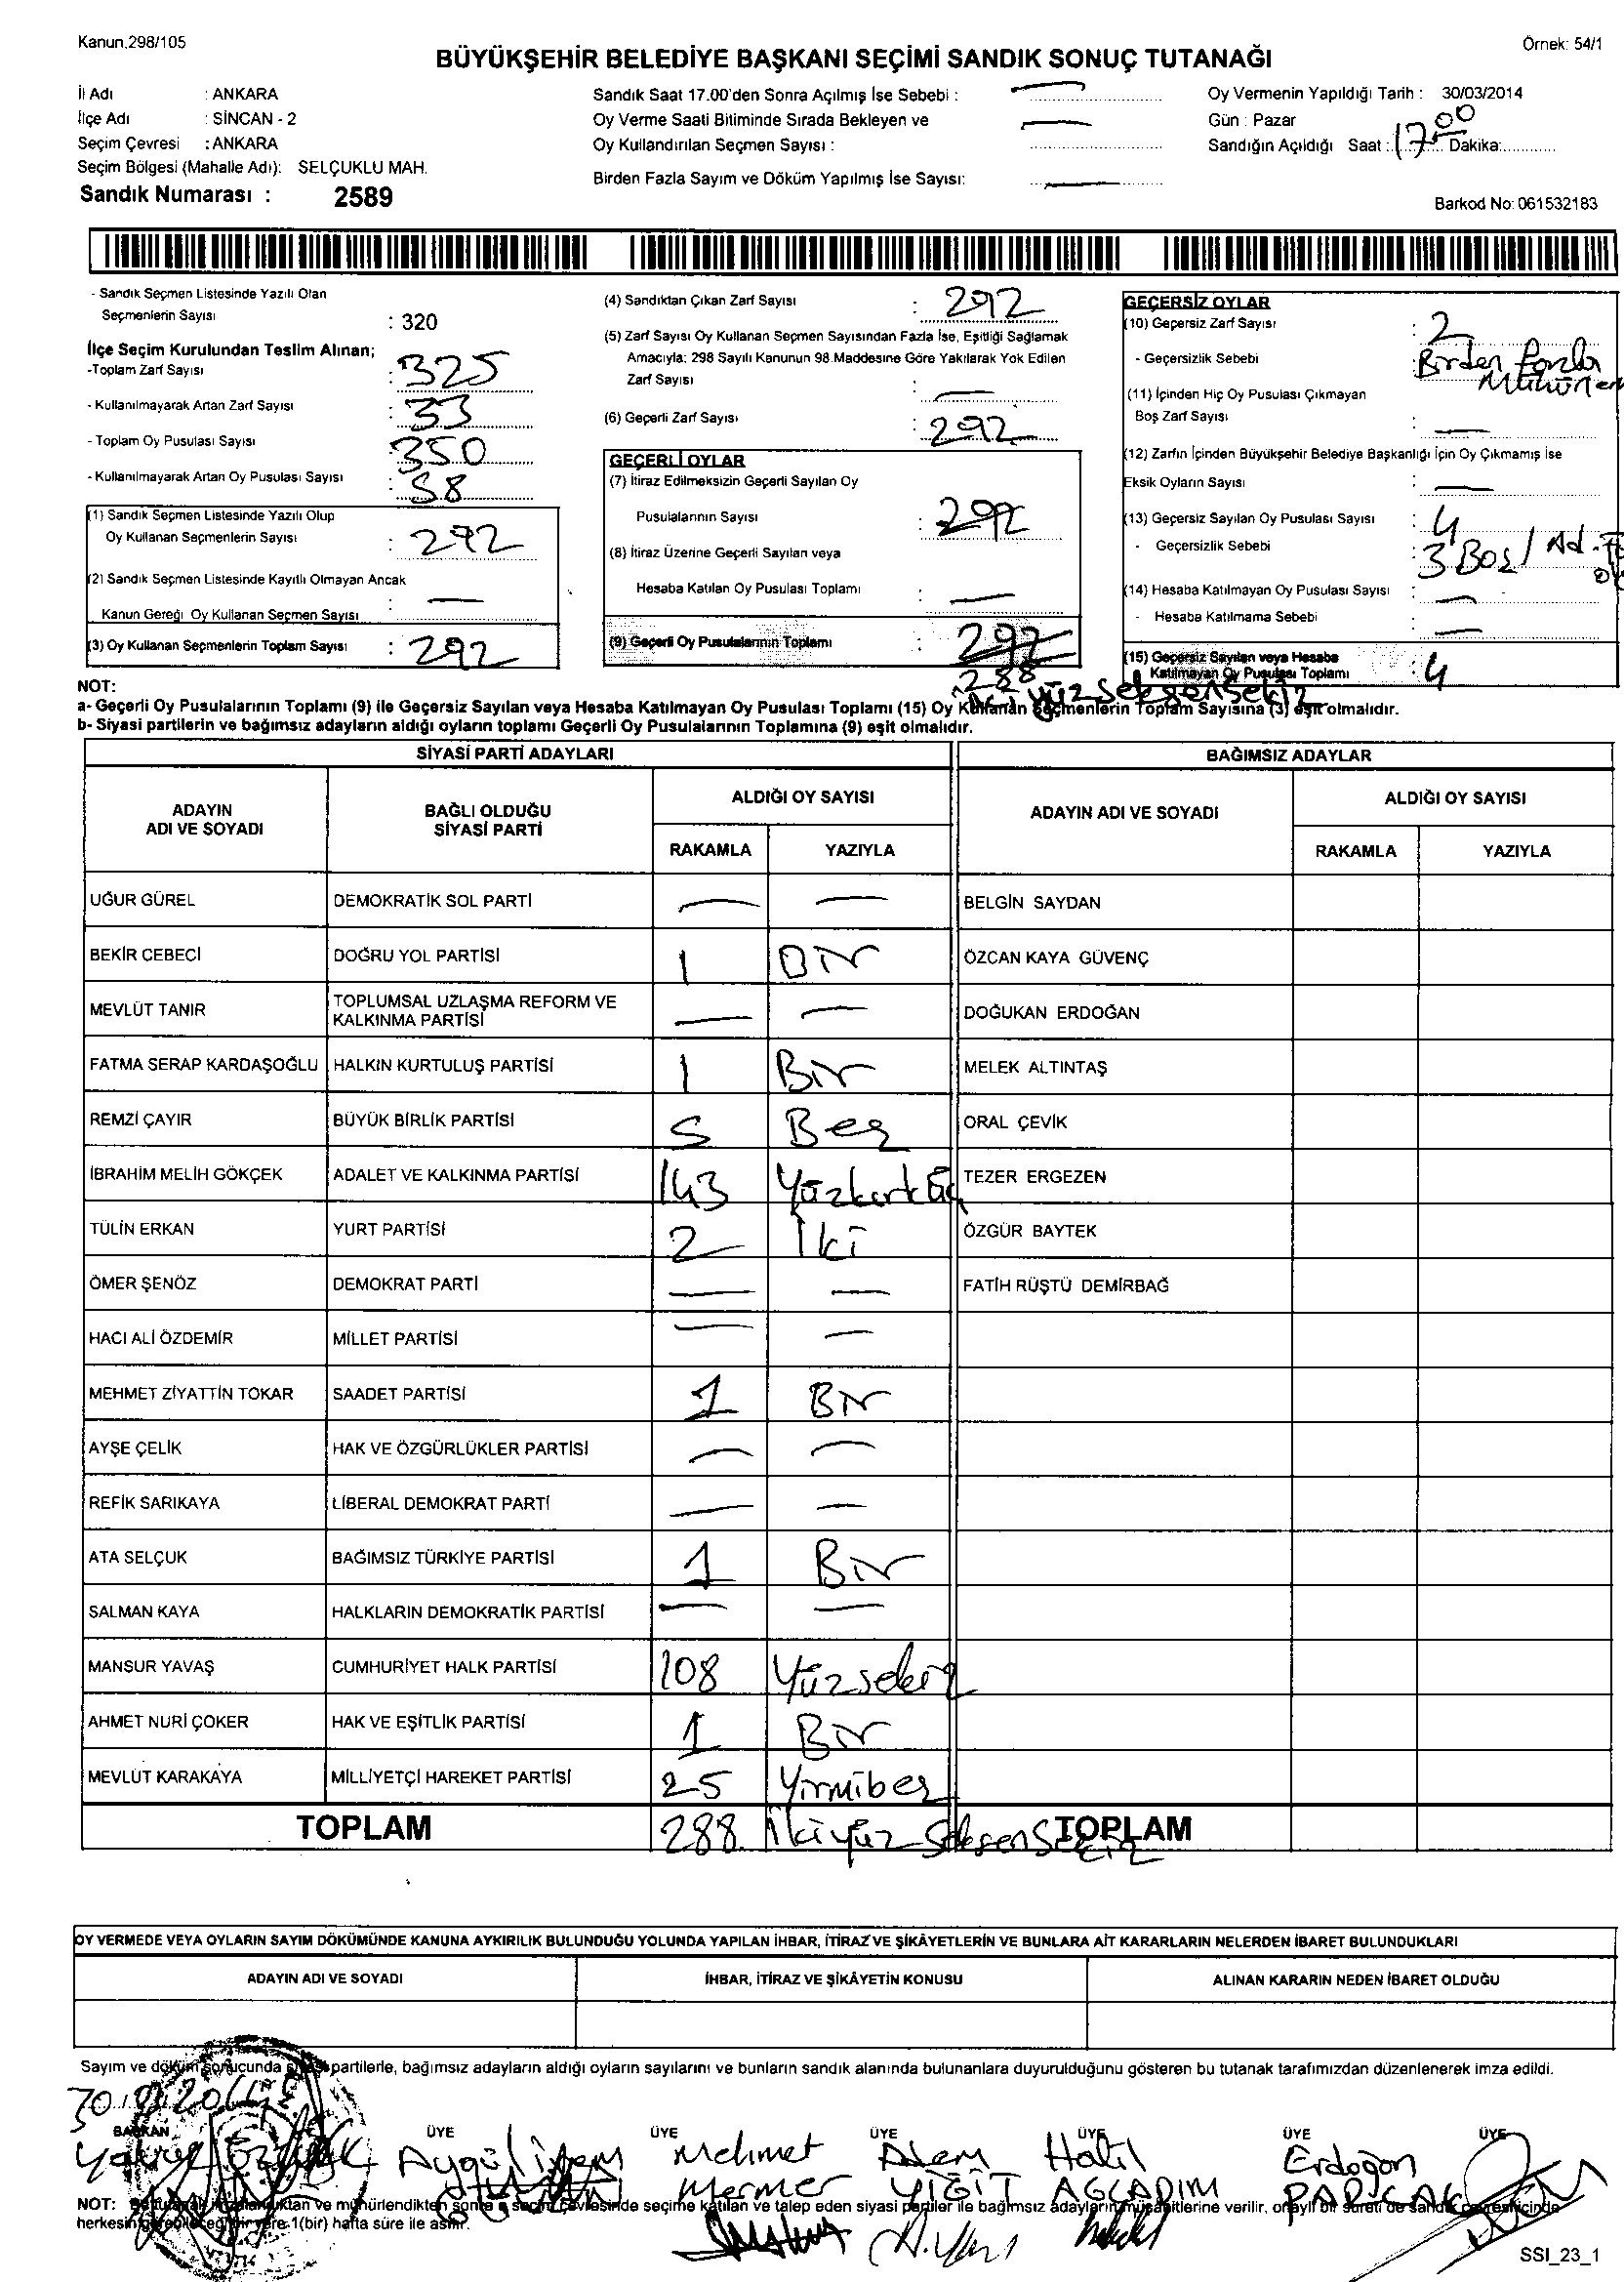 Kanun.298/105
Örnek: 54/1
BÜYÜKŞEHİR BELEDİYE BAŞKANI SEÇİMİ SANDIK SONUÇ TUTANAĞI
İl Adı : ANKARA
İlçe Adı : SİNCAN - 2
Seçim Çevresi : ANKARA
Seçim Bölgesi (Mahalle Adı): SELÇUKLU MAH.
Sandık Numarası : 2589
Sandık Saat 17.00'den Sonra Açılmış İse Sebebi : —
Oy Verme Saati Bitiminde Sırada Bekleyen ve —
Oy Kullandırılan Seçmen Sayısı :
Birden Fazla Sayım ve Döküm Yapılmış İse Sayısı: —
Oy Vermenin Yapıldığı Tarih : 30/03/2014
Gün : Pazar
Sandığın Açıldığı Saat : 17 00 Dakika:
Barkod No: 061532183
- Sandık Seçmen Listesinde Yazılı Olan
Seçmenlerin Sayısı : 320
İlçe Seçim Kurulundan Teslim Alınan;
-Toplam Zarf Sayısı : 325
- Kullanılmayarak Artan Zarf Sayısı : 33
- Toplam Oy Pusulası Sayısı : 350
- Kullanılmayarak Artan Oy Pusulası Sayısı : 58
(1) Sandık Seçmen Listesinde Yazılı Olup
Oy Kullanan Seçmenlerin Sayısı : 292
(2) Sandık Seçmen Listesinde Kayıtlı Olmayan Ancak
Kanun Gereği Oy Kullanan Seçmen Sayısı : —
(3) Oy Kullanan Seçmenlerin Toplam Sayısı : 292
(4) Sandıktan Çıkan Zarf Sayısı : 292
(5) Zarf Sayısı Oy Kullanan Seçmen Sayısından Fazla İse, Eşitliği Sağlamak
Amacıyla; 298 Sayılı Kanunun 98.Maddesine Göre Yakılarak Yok Edilen
Zarf Sayısı : —
(6) Geçerli Zarf Sayısı : 292
GEÇERLİ OYLAR
(7) İtiraz Edilmeksizin Geçerli Sayılan Oy
Pusulalarının Sayısı : 292
(8) İtiraz Üzerine Geçerli Sayılan veya
Hesaba Katılan Oy Pusulası Toplamı : —
(9) Geçerli Oy Pusulalarının Toplamı : 292
288
iki yüz seksensekiz
GEÇERSİZ OYLAR
(10) Geçersiz Zarf Sayısı : 2
- Geçersizlik Sebebi : Birden fazla
(11) İçinden Hiç Oy Pusulası Çıkmayan
Boş Zarf Sayısı : —
(12) Zarfın İçinden Büyükşehir Belediye Başkanlığı İçin Oy Çıkmamış İse
Eksik Oyların Sayısı : —
(13) Geçersiz Sayılan Oy Pusulası Sayısı : 4
- Geçersizlik Sebebi : 3 Boş 1
(14) Hesaba Katılmayan Oy Pusulası Sayısı : —
- Hesaba Katılmama Sebebi : —
(15) Geçersiz Sayılan veya Hesaba
Katılmayan Oy Pusulası Toplamı : 4
NOT:
a- Geçerli Oy Pusulalarının Toplamı (9) ile Geçersiz Sayılan veya Hesaba Katılmayan Oy Pusulası Toplamı (15) Oy Kullanan Seçmenlerin Toplam Sayısına (3) eşit olmalıdır.
b- Siyasi partilerin ve bağımsız adayların aldığı oyların toplamı Geçerli Oy Pusulalarının Toplamına (9) eşit olmalıdır.
SİYASİ PARTİ ADAYLARI
BAĞIMSIZ ADAYLAR
ADAYIN ADI VE SOYADI
BAĞLI OLDUĞU SİYASİ PARTİ
ALDIĞI OY SAYISI
RAKAMLA YAZIYLA
ADAYIN ADI VE SOYADI
ALDIĞI OY SAYISI
RAKAMLA YAZIYLA
UĞUR GÜREL DEMOKRATİK SOL PARTİ — — BELGİN SAYDAN
BEKİR CEBECİ DOĞRU YOL PARTİSİ 1 Bir ÖZCAN KAYA GÜVENÇ
MEVLÜT TANIR TOPLUMSAL UZLAŞMA REFORM VE KALKINMA PARTİSİ — — DOĞUKAN ERDOĞAN
FATMA SERAP KARDAŞOĞLU HALKIN KURTULUŞ PARTİSİ 1 Bir MELEK ALTINTAŞ
REMZİ ÇAYIR BÜYÜK BİRLİK PARTİSİ 5 Beş ORAL ÇEVİK
İBRAHİM MELİH GÖKÇEK ADALET VE KALKINMA PARTİSİ 143 Yüzkırküç TEZER ERGEZEN
TÜLİN ERKAN YURT PARTİSİ 2 İki ÖZGÜR BAYTEK
ÖMER ŞENÖZ DEMOKRAT PARTİ — — FATİH RÜŞTÜ DEMİRBAĞ
HACI ALİ ÖZDEMİR MİLLET PARTİSİ — —
MEHMET ZİYATTİN TOKAR SAADET PARTİSİ 1 Bir
AYŞE ÇELİK HAK VE ÖZGÜRLÜKLER PARTİSİ — —
REFİK SARIKAYA LİBERAL DEMOKRAT PARTİ — —
ATA SELÇUK BAĞIMSIZ TÜRKİYE PARTİSİ 1 Bir
SALMAN KAYA HALKLARIN DEMOKRATİK PARTİSİ — —
MANSUR YAVAŞ CUMHURİYET HALK PARTİSİ 108 Yüzsekiz
AHMET NURİ ÇOKER HAK VE EŞİTLİK PARTİSİ 1 Bir
MEVLÜT KARAKAYA MİLLİYETÇİ HAREKET PARTİSİ 25 Yirmibeş
TOPLAM 288 İkiyüz Seksensekiz TOPLAM
OY VERMEDE VEYA OYLARIN SAYIM DÖKÜMÜNDE KANUNA AYKIRILIK BULUNDUĞU YOLUNDA YAPILAN İHBAR, İTİRAZ VE ŞİKÂYETLERİN VE BUNLARA AİT KARARLARIN NELERDEN İBARET BULUNDUKLARI
ADAYIN ADI VE SOYADI İHBAR, İTİRAZ VE ŞİKÂYETİN KONUSU ALINAN KARARIN NEDEN İBARET OLDUĞU
Sayım ve döküm sonucunda siyasi partilerle, bağımsız adayların aldığı oyların sayılarını ve bunların sandık alanında bulunanlara duyurulduğunu gösteren bu tutanak tarafımızdan düzenlenerek imza edildi.
BAŞKAN ÜYE ÜYE ÜYE ÜYE ÜYE ÜYE
Aygül Mehmet Adem Halil Erdoğan
Mermer YİĞİT AĞCADIM PARÇAK
NOT: Bu tutanak imzalandıktan ve mühürlendikten sonra o seçim çevresinde seçime katılan ve talep eden siyasi partiler ile bağımsız adayların müşahitlerine verilir, onaylı bir sureti de sandık çevresi içinde
herkesin görebileceği bir yere 1(bir) hafta süre ile asılır.
SSI_23_1